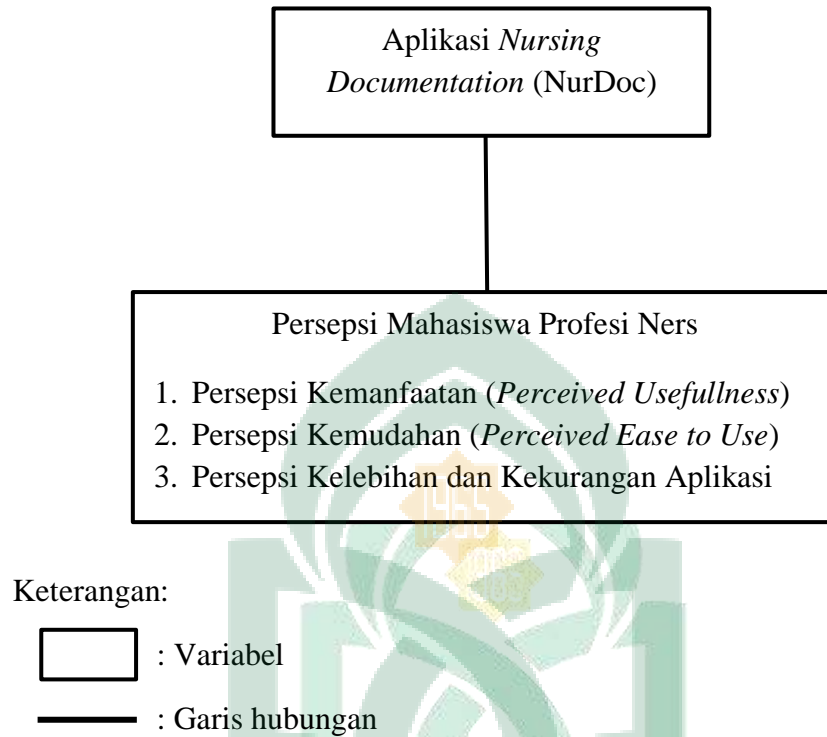 Aplikasi Nursing
Documentation (NurDoc)
Persepsi Mahasiswa Profesi Ners
1. Persepsi Kemanfaatan (Perceived Usefullness)
2. Persepsi Kemudahan (Perceived Ease to Use)
3. Persepsi Kelebihan dan Kekurangan Aplikasi
1965
Keterangan:
: Variabel
: Garis hubungan